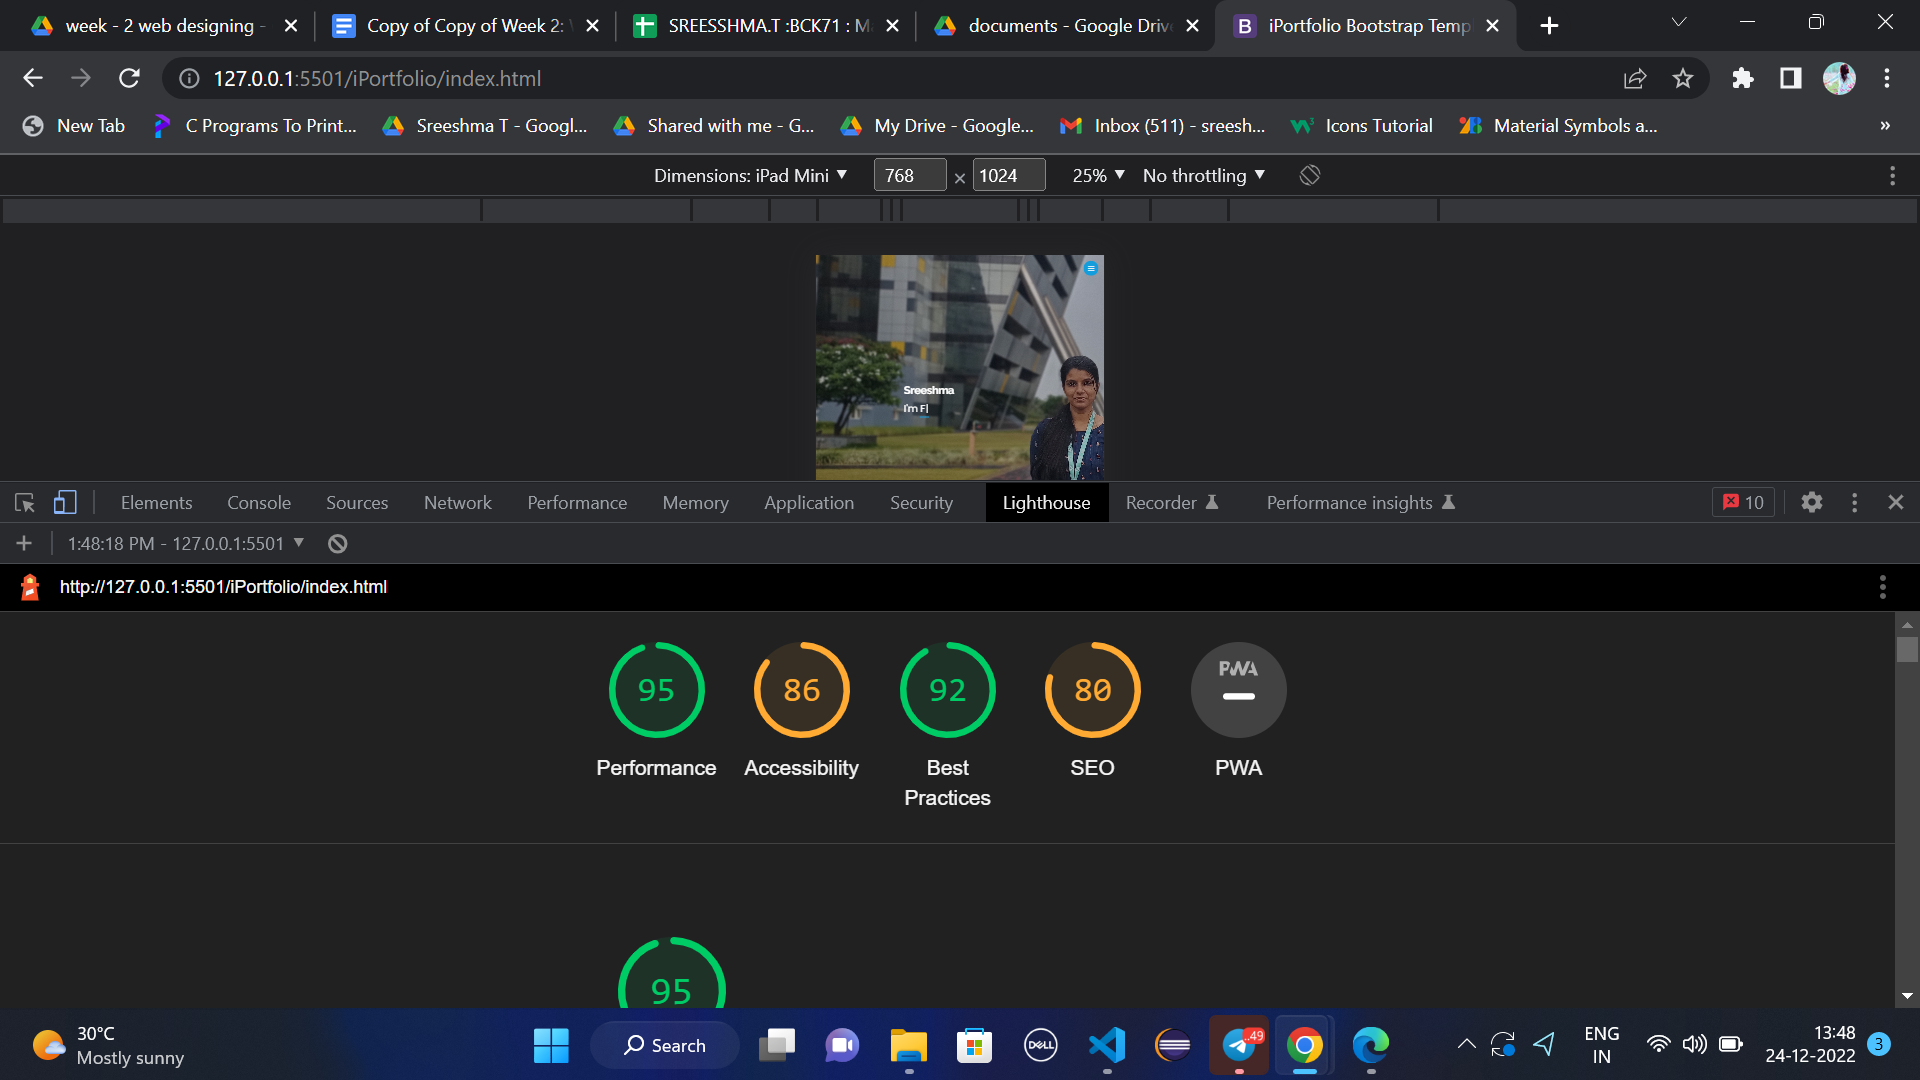 week - 2 web designing -
Copy of Copy of Week 2:
SREESSHMA.T :BCK71 : Ma
documents - Google Drive
iPortfolio Bootstrap Temp
127.0.0.1:5501/iPortfolio/index.html
New Tab
C Programs To Print...
Sreeshma T - Googl...
Shared with me - G...
My Drive - Google...
Inbox (511) - sreesh...
Icons Tutorial
Material Symbols a...
»
Dimensions: iPad Mini
768 × 1024
25%
No throttling
Sreeshma
I'm F|
Elements
Console
Sources
Network
Performance
Memory
Application
Security
Lighthouse
Recorder
Performance insights
10
1:48:18 PM - 127.0.0.1:5501
http://127.0.0.1:5501/iPortfolio/index.html
95
86
92
80
PWA
Performance
Accessibility
Best
Practices
SEO
PWA
95
30°C
Mostly sunny
Search
DELL
..49
ENG
IN
13:48
24-12-2022
3